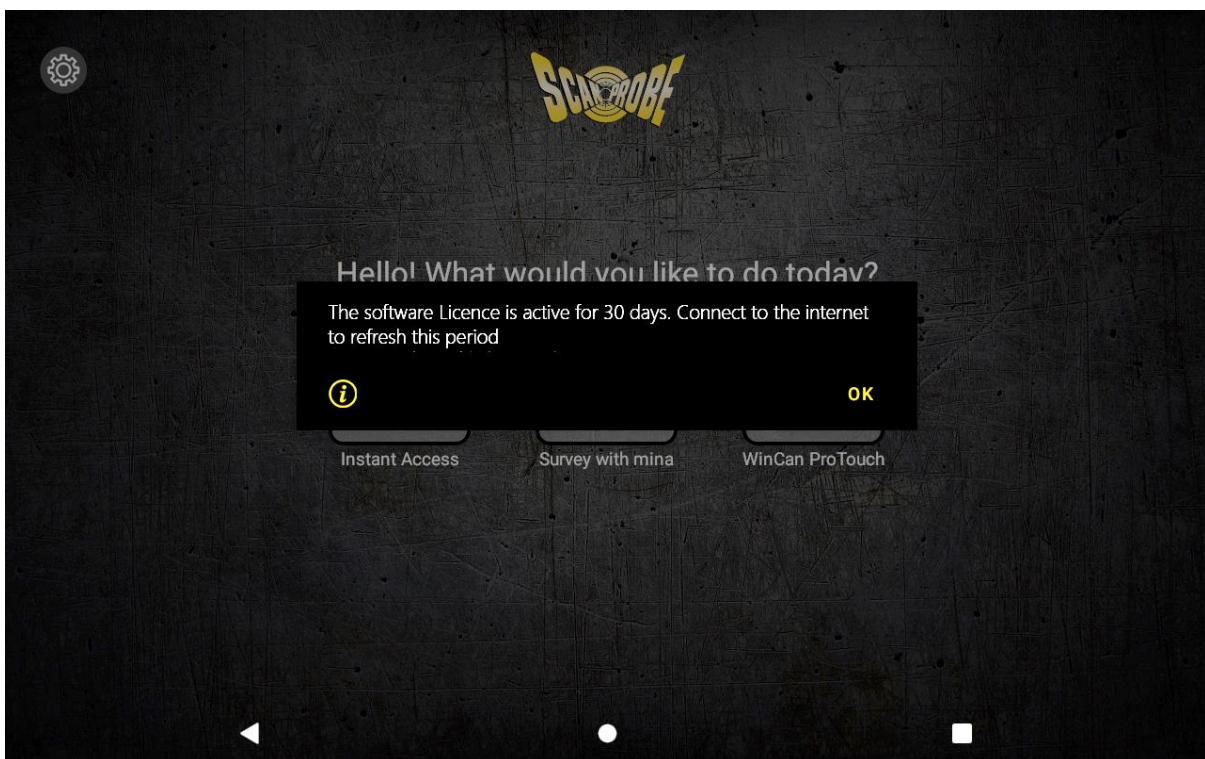 SCANPROBE
Hello! What would you like to do today?
The software Licence is active for 30 days. Connect to the internet
to refresh this period
i
OK
Instant Access
Survey with mina
WinCan ProTouch